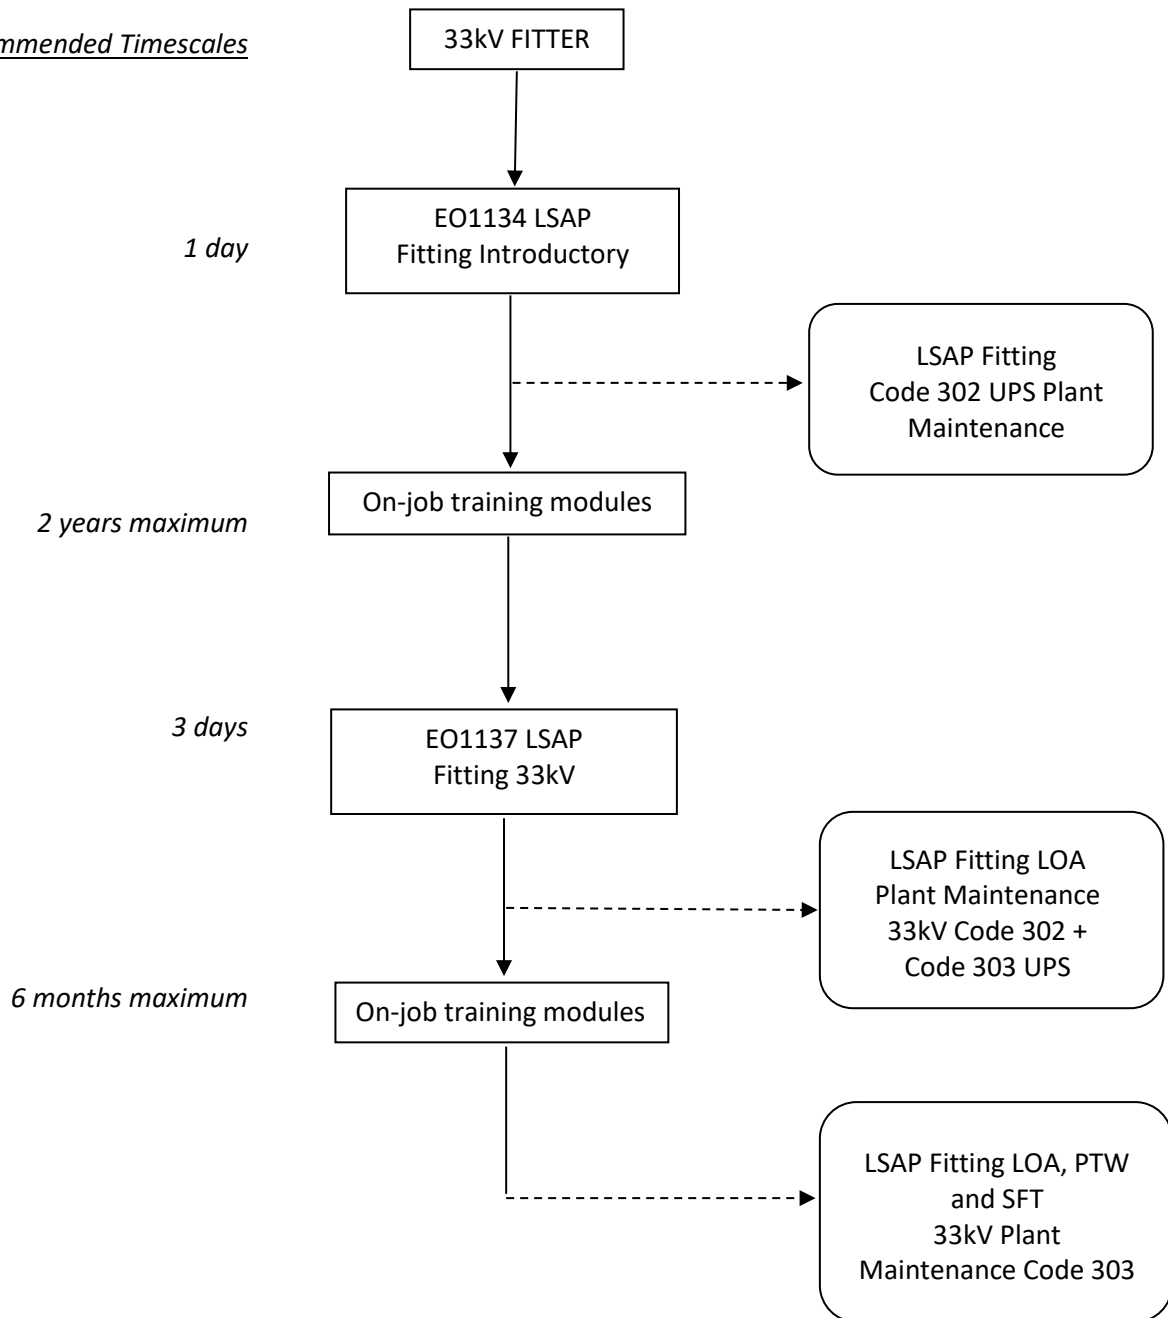 mmended Timescales
33kV FITTER
EO1134 LSAP
Fitting Introductory
1 day
LSAP Fitting
Code 302 UPS Plant
Maintenance
On-job training modules
2 years maximum
3 days
EO1137 LSAP
Fitting 33kV
LSAP Fitting LOA
Plant Maintenance
33kV Code 302 +
Code 303 UPS
6 months maximum
On-job training modules
LSAP Fitting LOA, PTW
and SFT
33kV Plant
Maintenance Code 303